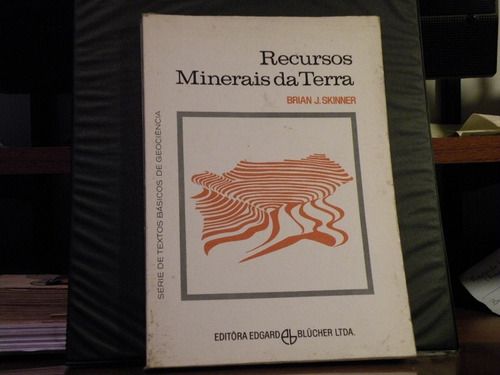 Recursos
Minerais da Terra
BRIAN J. SKINNER
SÉRIE DE TEXTOS BÁSICOS DE GEOCIÊNCIA
EDITÔRA EDGARD BLÜCHER LTDA.